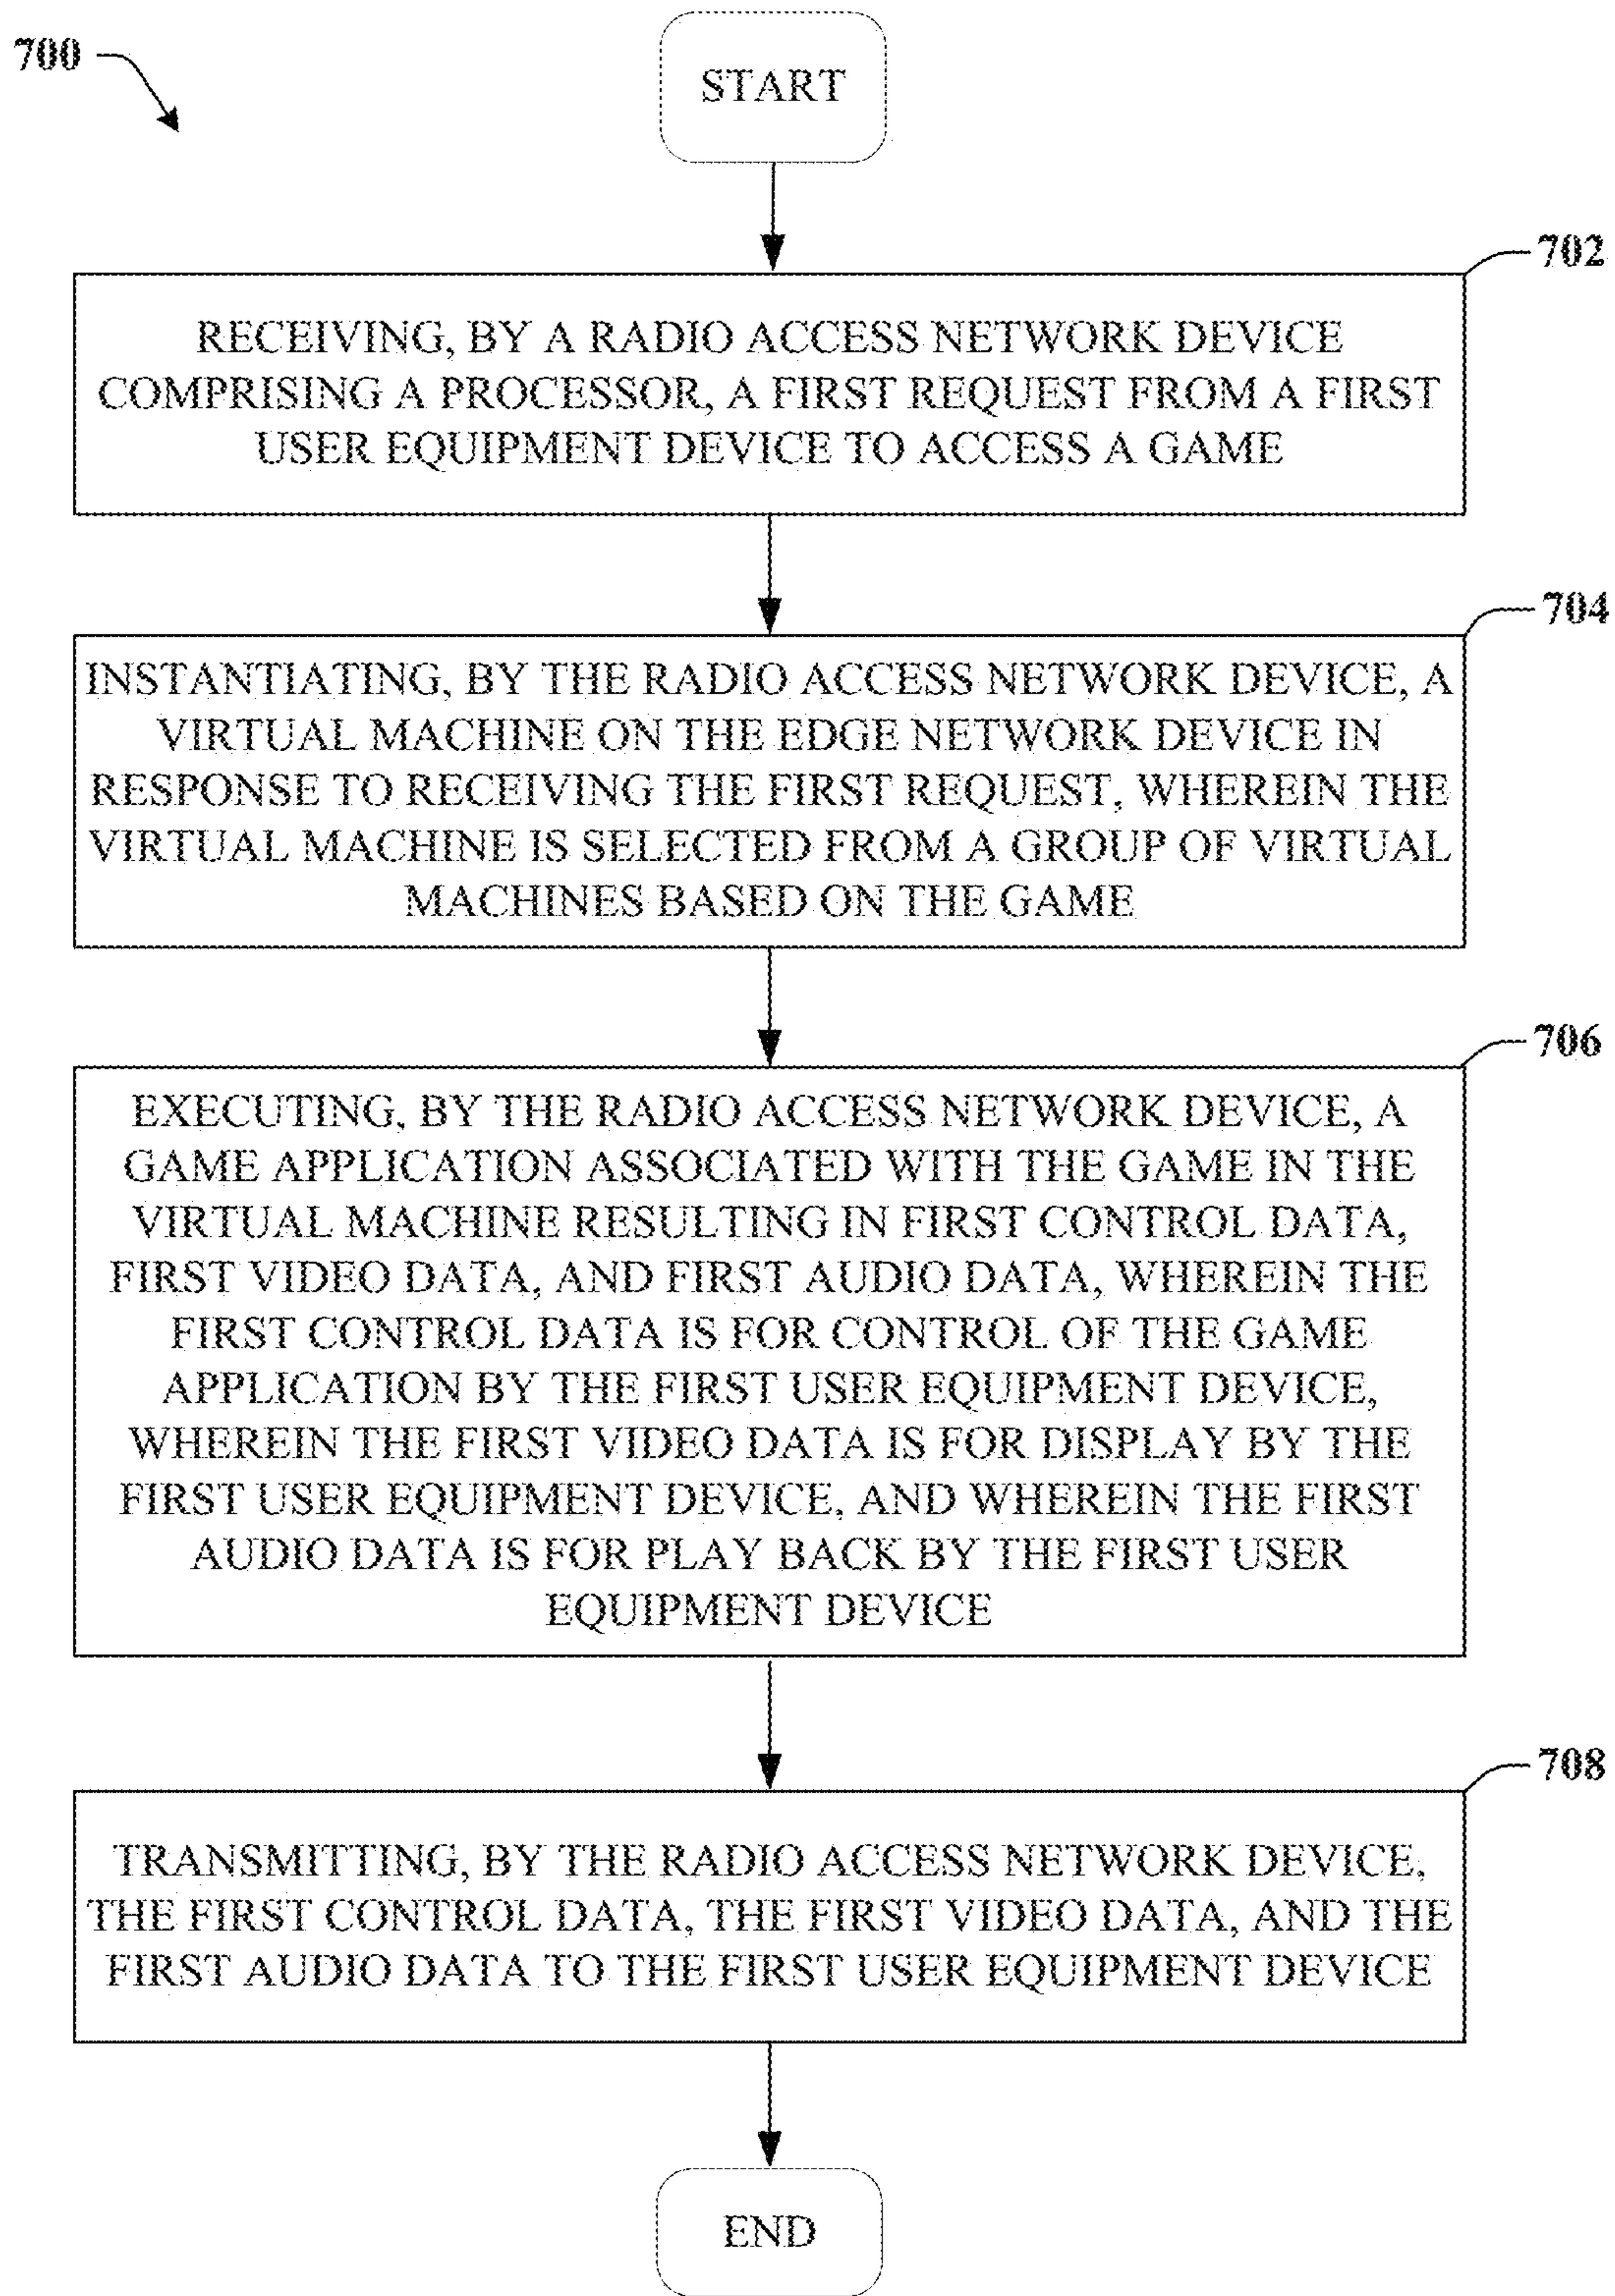 700
START
702
RECEIVING, BY A RADIO ACCESS NETWORK DEVICE
COMPRISING A PROCESSOR, A FIRST REQUEST FROM A FIRST
USER EQUIPMENT DEVICE TO ACCESS A GAME
704
INSTANTIATING, BY THE RADIO ACCESS NETWORK DEVICE, A
VIRTUAL MACHINE ON THE EDGE NETWORK DEVICE IN
RESPONSE TO RECEIVING THE FIRST REQUEST, WHEREIN THE
VIRTUAL MACHINE IS SELECTED FROM A GROUP OF VIRTUAL
MACHINES BASED ON THE GAME
706
EXECUTING, BY THE RADIO ACCESS NETWORK DEVICE, A
GAME APPLICATION ASSOCIATED WITH THE GAME IN THE
VIRTUAL MACHINE RESULTING IN FIRST CONTROL DATA,
FIRST VIDEO DATA, AND FIRST AUDIO DATA, WHEREIN THE
FIRST CONTROL DATA IS FOR CONTROL OF THE GAME
APPLICATION BY THE FIRST USER EQUIPMENT DEVICE,
WHEREIN THE FIRST VIDEO DATA IS FOR DISPLAY BY THE
FIRST USER EQUIPMENT DEVICE, AND WHEREIN THE FIRST
AUDIO DATA IS FOR PLAY BACK BY THE FIRST USER
EQUIPMENT DEVICE
708
TRANSMITTING, BY THE RADIO ACCESS NETWORK DEVICE,
THE FIRST CONTROL DATA, THE FIRST VIDEO DATA, AND THE
FIRST AUDIO DATA TO THE FIRST USER EQUIPMENT DEVICE
END